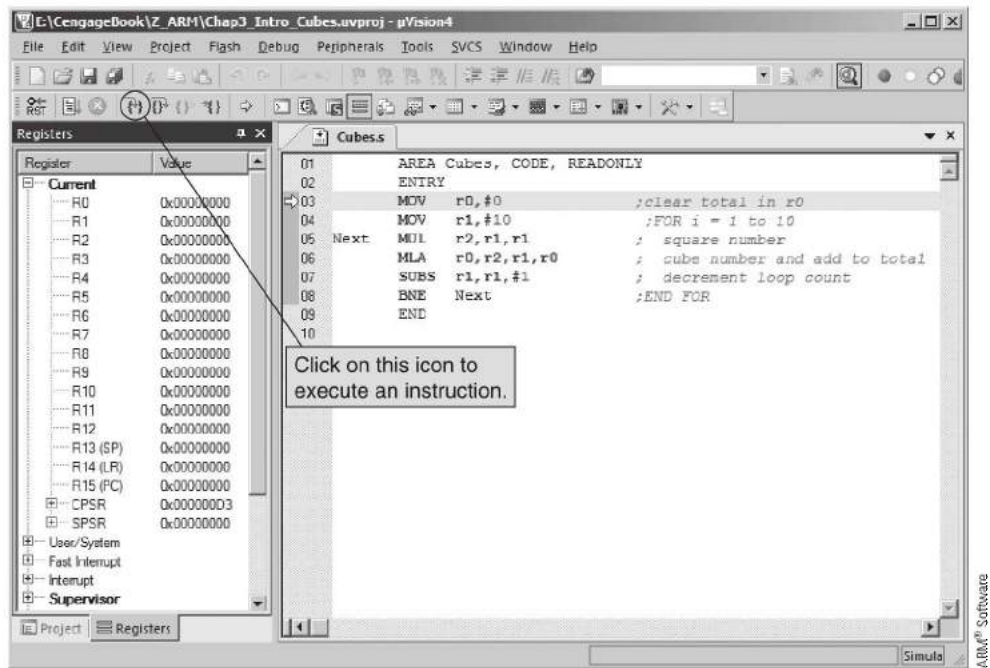 E:\CengageBook\Z_ARM\Chap3_Intro_Cubes.uvproj - µVision4
File Edit View Project Flash Debug Peripherals Tools SVCS Window Help
RST
Registers
Register Value
Current
R0 0x00000000
R1 0x00000000
R2 0x00000000
R3 0x00000000
R4 0x00000000
R5 0x00000000
R6 0x00000000
R7 0x00000000
R8 0x00000000
R9 0x00000000
R10 0x00000000
R11 0x00000000
R12 0x00000000
R13 (SP) 0x00000000
R14 (LR) 0x00000000
R15 (PC) 0x00000000
CPSR 0x000000D3
SPSR 0x00000000
User/System
Fast Interrupt
Interrupt
Supervisor
Project Registers
Cubes.s
01 AREA Cubes, CODE, READONLY
02 ENTRY
03 MOV r0,#0 ;clear total in r0
04 MOV r1,#10 ;FOR i = 1 to 10
05 Next MUL r2,r1,r1 ; square number
06 MLA r0,r2,r1,r0 ; cube number and add to total
07 SUBS r1,r1,#1 ; decrement loop count
08 BNE Next ;END FOR
09 END
10
Click on this icon to
execute an instruction.
Simula
ARM® Software